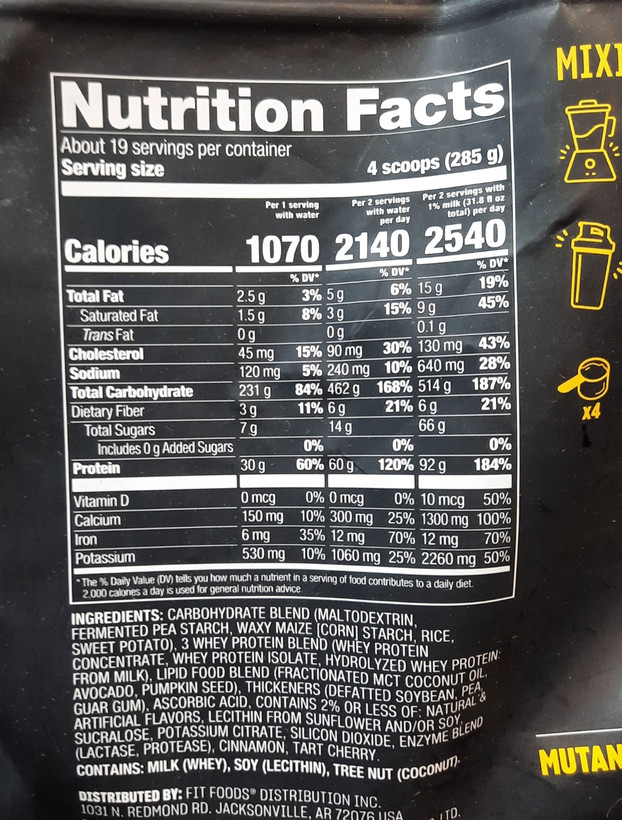 MIXI
Nutrition Facts
About 19 servings per container
Serving size 4 scoops (285 g)
Per 1 serving with water
Per 2 servings with water per day
Per 2 servings with 1% milk (31.8 fl oz total) per day
Calories 1070 2140 2540
% DV* % DV* % DV*
Total Fat 2.5 g 3% 5 g 6% 15 g 19%
Saturated Fat 1.5 g 8% 3 g 15% 9 g 45%
Trans Fat 0 g 0 g 0.1 g
Cholesterol 45 mg 15% 90 mg 30% 130 mg 43%
Sodium 120 mg 5% 240 mg 10% 640 mg 28%
Total Carbohydrate 231 g 84% 462 g 168% 514 g 187%
Dietary Fiber 3 g 11% 6 g 21% 6 g 21%
Total Sugars 7 g 14 g 66 g
Includes 0 g Added Sugars 0% 0% 0%
Protein 30 g 60% 60 g 120% 92 g 184%
Vitamin D 0 mcg 0% 0 mcg 0% 10 mcg 50%
Calcium 150 mg 10% 300 mg 25% 1300 mg 100%
Iron 6 mg 35% 12 mg 70% 12 mg 70%
Potassium 530 mg 10% 1060 mg 25% 2260 mg 50%
* The % Daily Value (DV) tells you how much a nutrient in a serving of food contributes to a daily diet.
2,000 calories a day is used for general nutrition advice.
x4
INGREDIENTS: CARBOHYDRATE BLEND (MALTODEXTRIN,
FERMENTED PEA STARCH, WAXY MAIZE [CORN] STARCH, RICE,
SWEET POTATO), 3 WHEY PROTEIN BLEND (WHEY PROTEIN
CONCENTRATE, WHEY PROTEIN ISOLATE, HYDROLYZED WHEY PROTEIN:
FROM MILK), LIPID FOOD BLEND (FRACTIONATED MCT COCONUT OIL,
AVOCADO, PUMPKIN SEED), THICKENERS (DEFATTED SOYBEAN, PEA,
GUAR GUM), ASCORBIC ACID, CONTAINS 2% OR LESS OF: NATURAL &
ARTIFICIAL FLAVORS, LECITHIN FROM SUNFLOWER AND/OR SOY,
SUCRALOSE, POTASSIUM CITRATE, SILICON DIOXIDE, ENZYME BLEND
(LACTASE, PROTEASE), CINNAMON, TART CHERRY.
CONTAINS: MILK (WHEY), SOY (LECITHIN), TREE NUT (COCONUT).
MUTAN
DISTRIBUTED BY: FIT FOODS® DISTRIBUTION INC.
1031 N. REDMOND RD. JACKSONVILLE, AR 72076 USA
LTD.